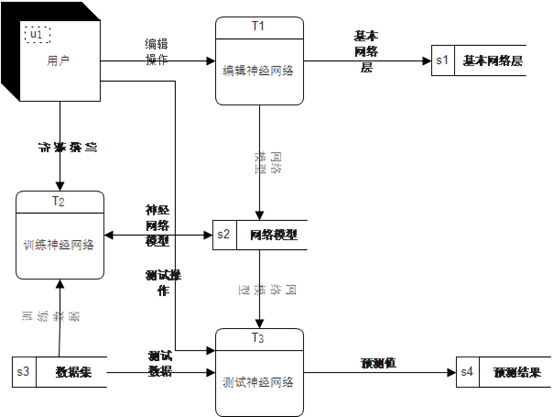 u1
用户
编辑
操作
T1
编辑神经网络
基本
网络
层
s1
基本网络层
网络
模型
T2
训练神经网络
神经
网络
模型
s2
网络模型
测试操
作
训练数据
网络模
型
s3
数据集
测试
数据
T3
测试神经网络
预测值
s4
预测结果